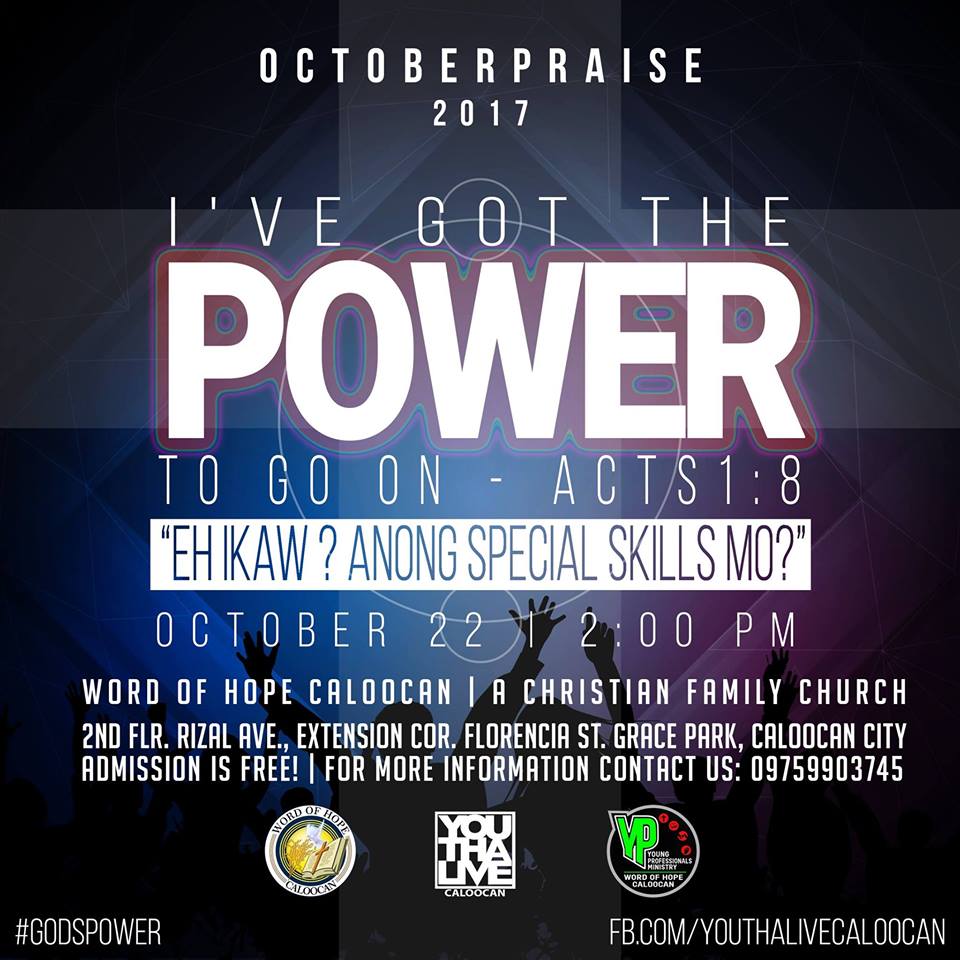 OCTOBERPRAISE
2017
I'VE GOT THE
POWER
TO GO ON - ACTS1:8
"EH IKAW ? ANONG SPECIAL SKILLS MO?"
OCTOBER 22 | 2:00 PM
WORD OF HOPE CALOOCAN | A CHRISTIAN FAMILY CHURCH
2ND FLR. RIZAL AVE., EXTENSION COR. FLORENCIA ST. GRACE PARK, CALOOCAN CITY
ADMISSION IS FREE! | FOR MORE INFORMATION CONTACT US: 09759903745
WORD OF HOPE
CALOOCAN
YOU
THA
LIVE
CALOOCAN
YP
YOUNG
PROFESSIONALS
MINISTRY
WORD OF HOPE
CALOOCAN
#GODSPOWER
FB.COM/YOUTHALIVECALOOCAN